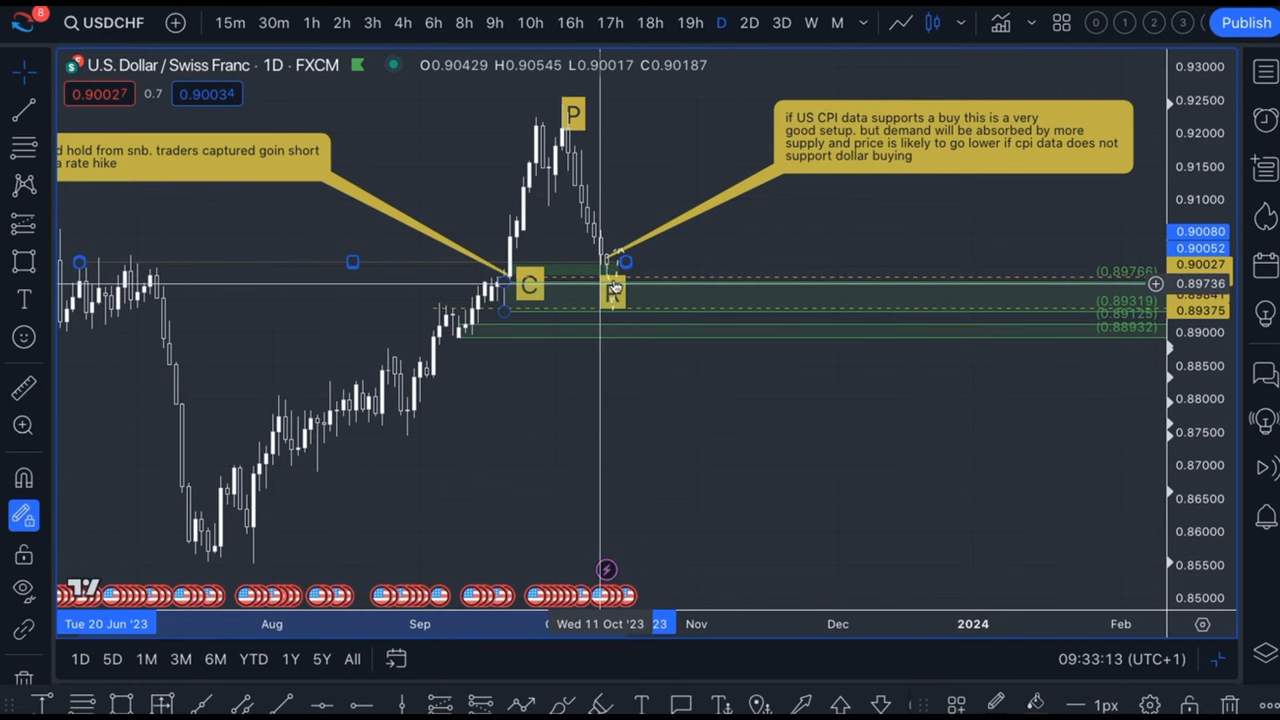 8
USDCHF 15m 30m 1h 2h 3h 4h 6h 8h 9h 10h 16h 17h 18h 19h D 2D 3D W M 0 1 2 3 Publish
U.S. Dollar / Swiss Franc · 1D · FXCM O0.90429 H0.90545 L0.90017 C0.90187
0.90027 0.7 0.90034
d hold from snb. traders captured goin short
a rate hike
P
if US CPI data supports a buy this is a very
good setup. but demand will be absorbed by more
supply and price is likely to go lower if cpi data does not
support dollar buying
C
R
(0.89766)
(0.89319)
(0.89125)
(0.88932)
0.93000
0.92500
0.92000
0.91500
0.91000
0.90080
0.90052
0.90027
0.89736
0.89375
0.89000
0.88500
0.88000
0.87500
0.87000
0.86500
0.86000
0.85500
0.85000
Tue 20 Jun '23 Aug Sep Wed 11 Oct '23 23 Nov Dec 2024 Feb
1D 5D 1M 3M 6M YTD 1Y 5Y All 09:33:13 (UTC+1)
1px